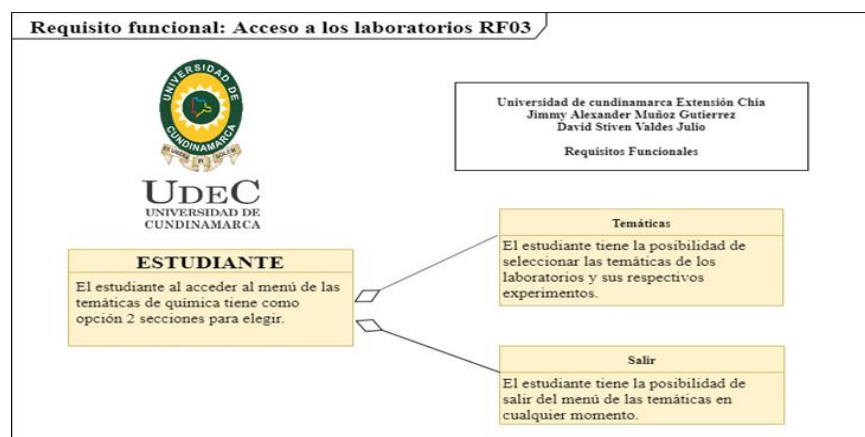 Requisito funcional: Acceso a los laboratorios RF03
UNIVERSIDAD DE
CUNDINAMARCA
UDEC
UNIVERSIDAD DE
CUNDINAMARCA
Universidad de cundinamarca Extensión Chia
Jimmy Alexander Muñoz Gutierrez
David Stiven Valdes Julio
Requisitos Funcionales
ESTUDIANTE
El estudiante al acceder al menú de las
temáticas de química tiene como
opción 2 secciones para elegir.
Temáticas
El estudiante tiene la posibilidad de
seleccionar las temáticas de los
laboratorios y sus respectivos
experimentos.
Salir
El estudiante tiene la posibilidad de
salir del menú de las temáticas en
cualquier momento.